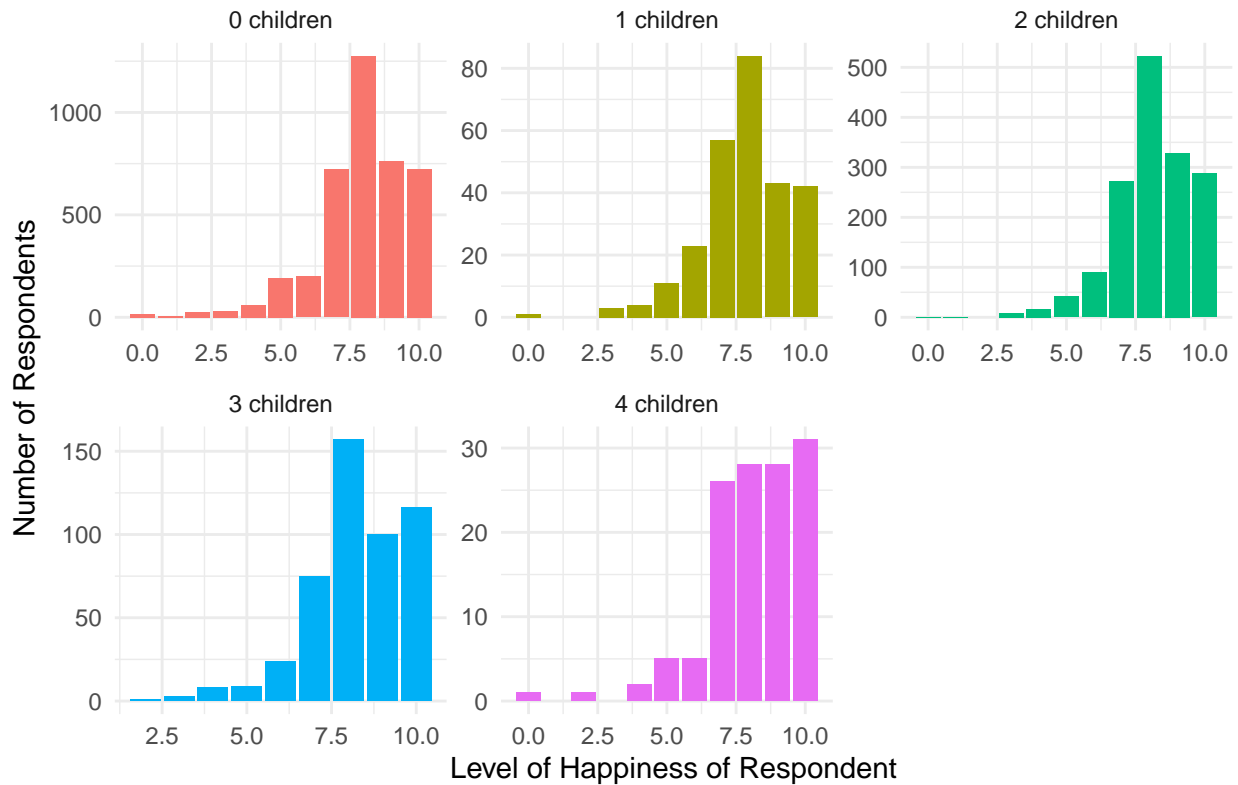 0 children
1 children
2 children
1000
500
0
0.0 2.5 5.0 7.5 10.0
80
60
40
20
0
0.0 2.5 5.0 7.5 10.0
500
400
300
200
100
0
0.0 2.5 5.0 7.5 10.0
Number of Respondents
3 children
4 children
150
100
50
0
2.5 5.0 7.5 10.0
30
20
10
0
0.0 2.5 5.0 7.5 10.0
Level of Happiness of Respondent